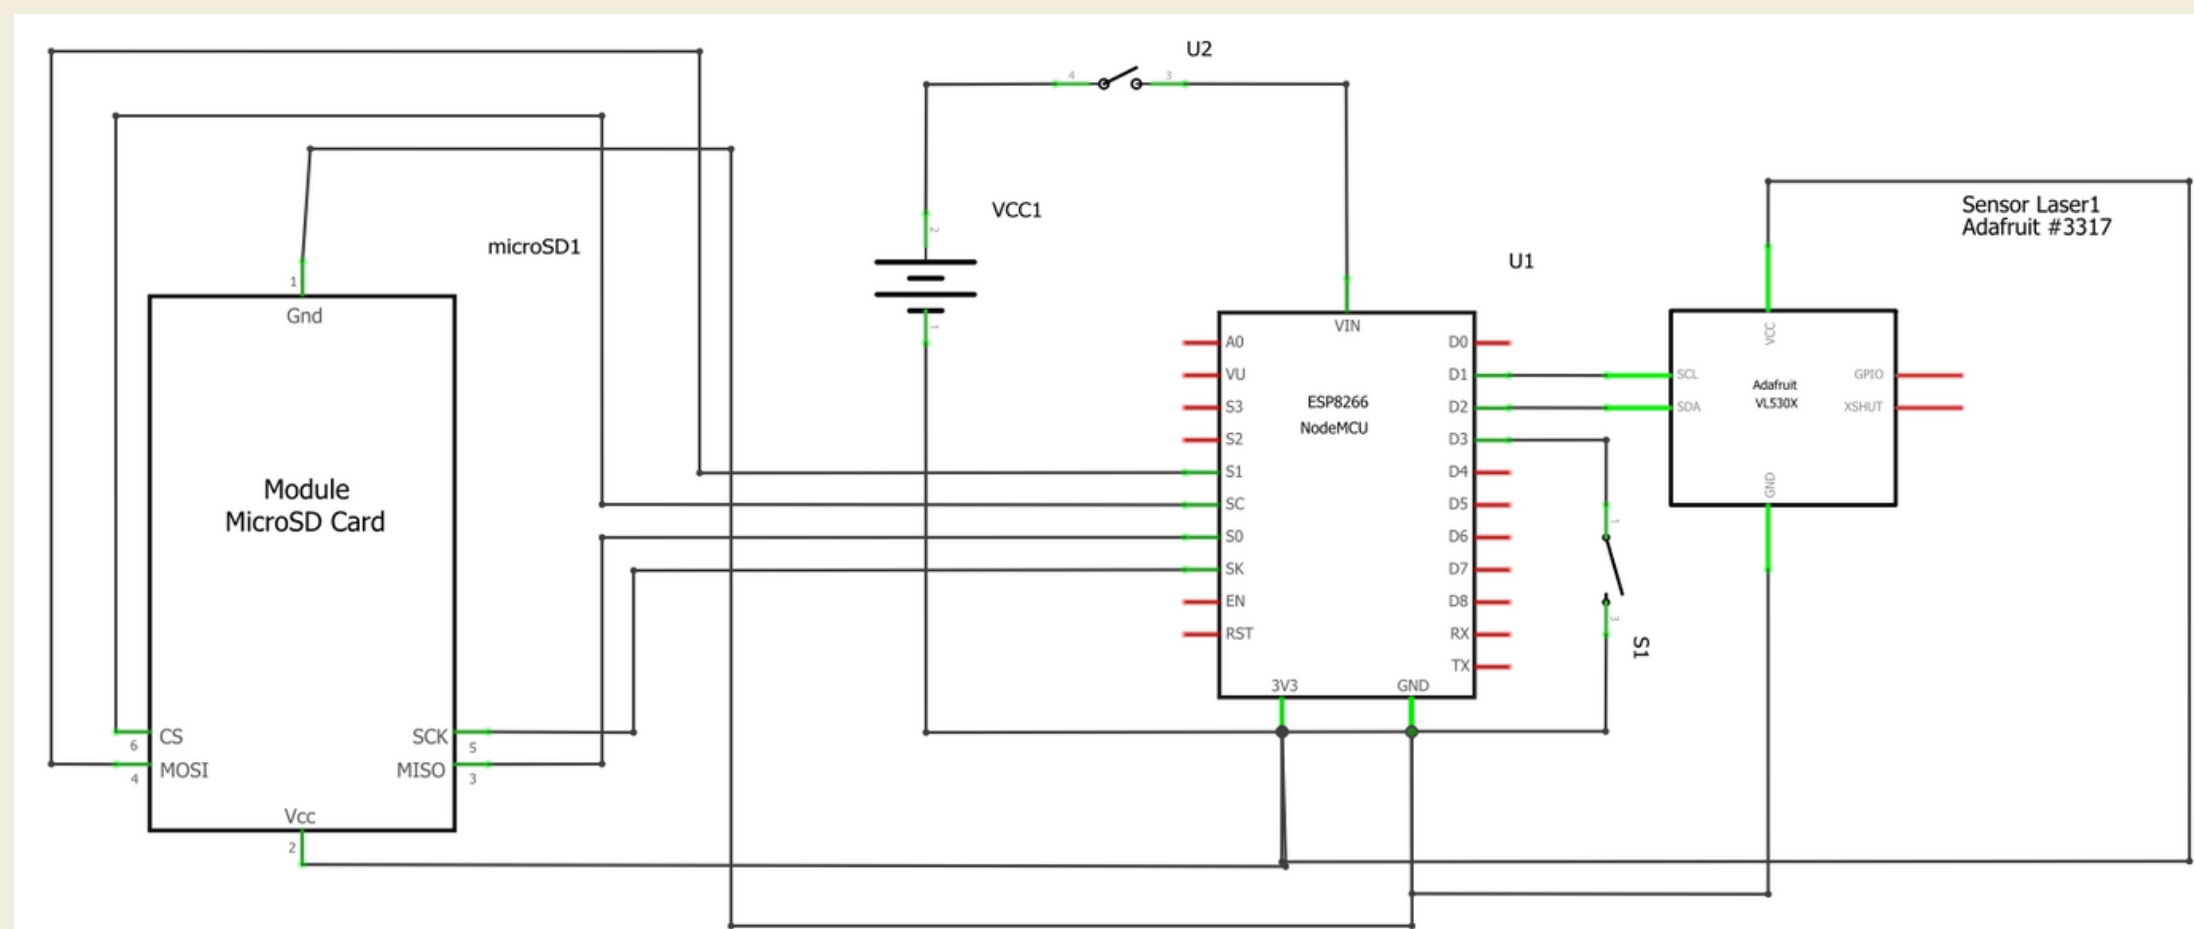 U2
4
3
VCC1
2
1
Sensor Laser1
Adafruit #3317
microSD1
1
Gnd
Module
MicroSD Card
CS
6
MOSI
4
SCK
5
MISO
3
Vcc
2
U1
VIN
A0
VU
S3
S2
S1
SC
S0
SK
EN
RST
ESP8266
NodeMCU
D0
D1
D2
D3
D4
D5
D6
D7
D8
RX
TX
3V3
GND
1
3
S1
VCC
SCL
SDA
Adafruit
VL530X
GPIO
XSHUT
GND